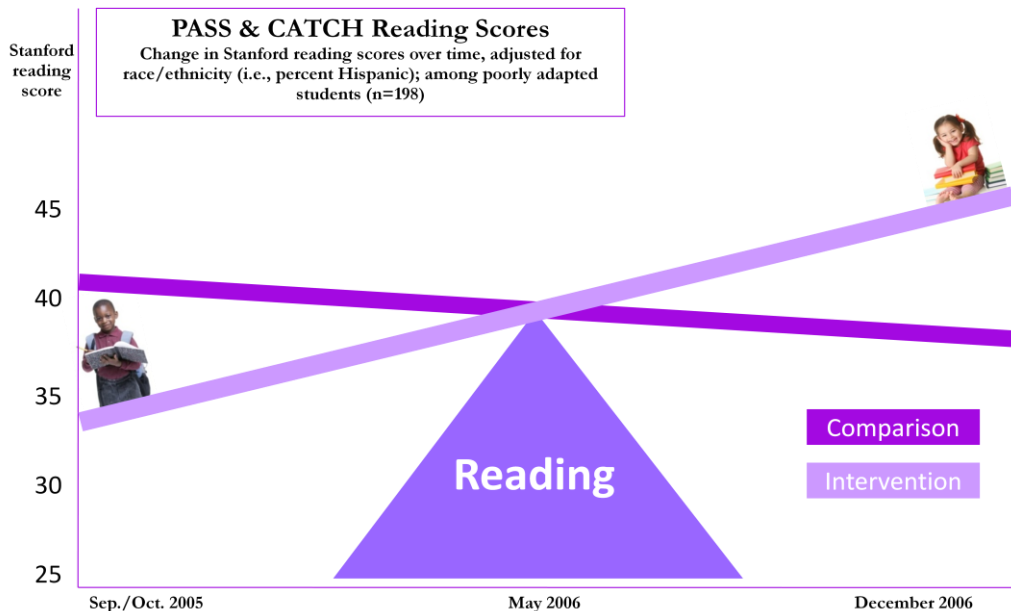 PASS & CATCH Reading Scores
Change in Stanford reading scores over time, adjusted for
race/ethnicity (i.e., percent Hispanic); among poorly adapted
students (n=198)
Stanford
reading
score
45
40
35
30
25
Reading
Comparison
Intervention
Sep./Oct. 2005
May 2006
December 2006